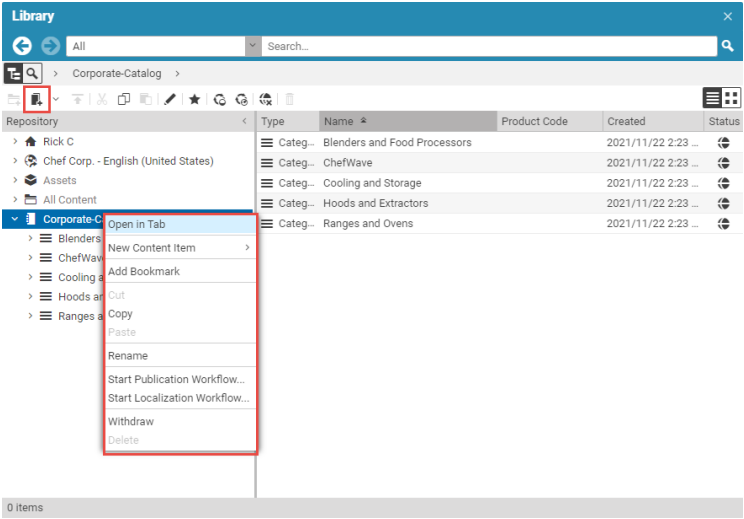 Library
All
Search...
Corporate-Catalog
Repository
Type Name Product Code Created Status
Rick C
Chef Corp. - English (United States)
Assets
All Content
Corporate-C
Blenders
ChefWav
Cooling a
Hoods an
Ranges a
Open in Tab
New Content Item
Add Bookmark
Cut
Copy
Paste
Rename
Start Publication Workflow...
Start Localization Workflow...
Withdraw
Delete
Categ... Blenders and Food Processors 2021/11/22 2:23 ...
Categ... ChefWave 2021/11/22 2:23 ...
Categ... Cooling and Storage 2021/11/22 2:23 ...
Categ... Hoods and Extractors 2021/11/22 2:23 ...
Categ... Ranges and Ovens 2021/11/22 2:23 ...
0 items